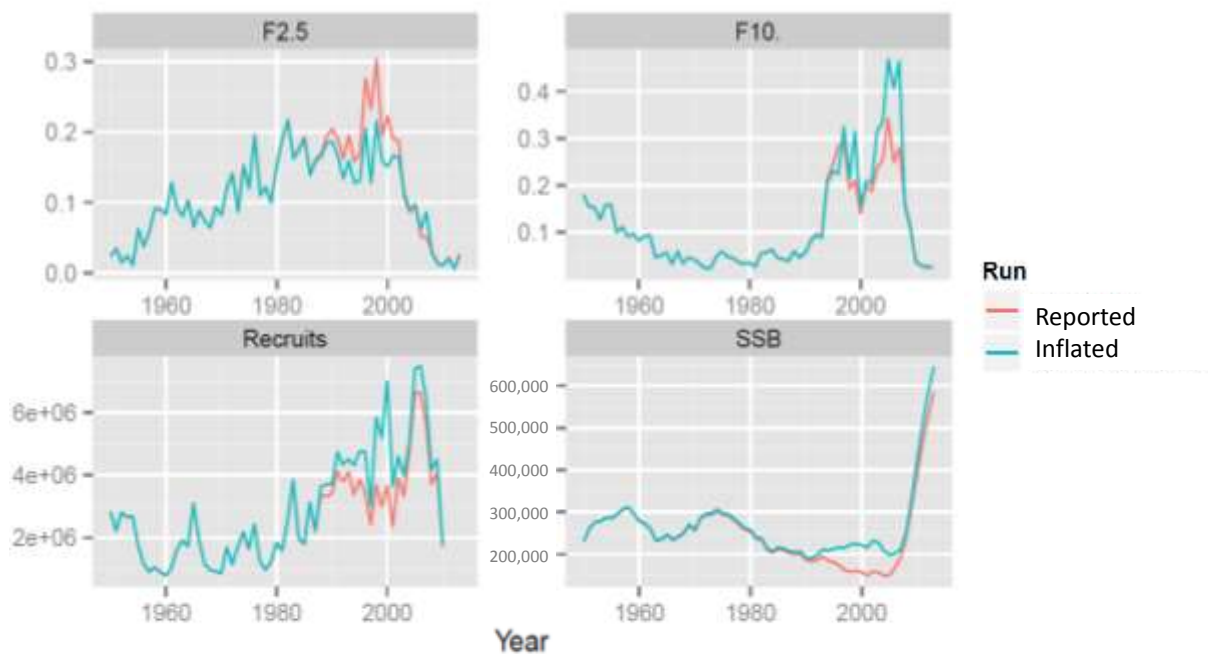 F2.5
0.3
0.2
0.1
0.0
1960 1980 2000
F10.
0.4
0.3
0.2
0.1
1960 1980 2000
Recruits
6e+06
4e+06
2e+06
1960 1980 2000
SSB
600,000
500,000
400,000
300,000
200,000
1960 1980 2000
Year
Run
Reported
Inflated